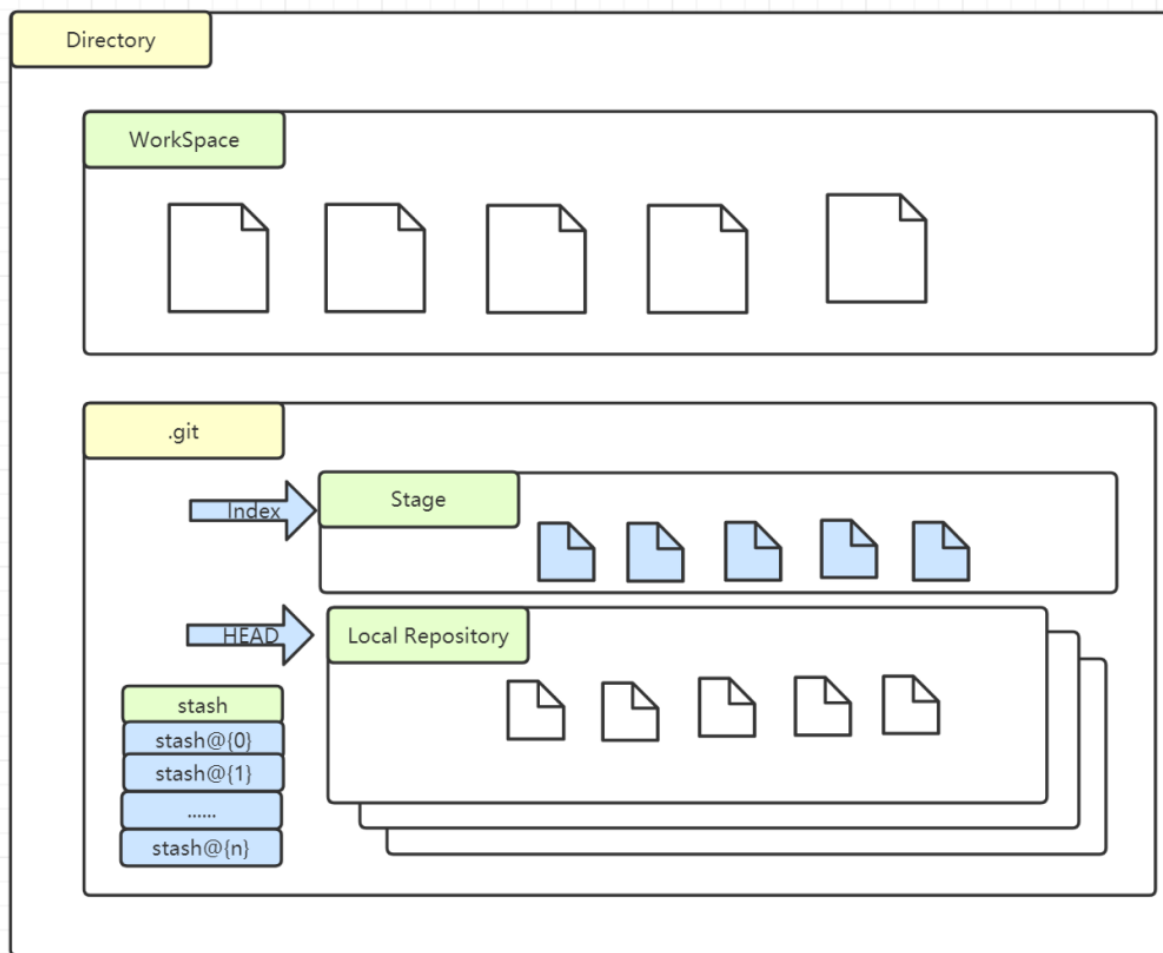 Directory
WorkSpace
.git
Index
Stage
HEAD
Local Repository
stash
stash@{0}
stash@{1}
......
stash@{n}